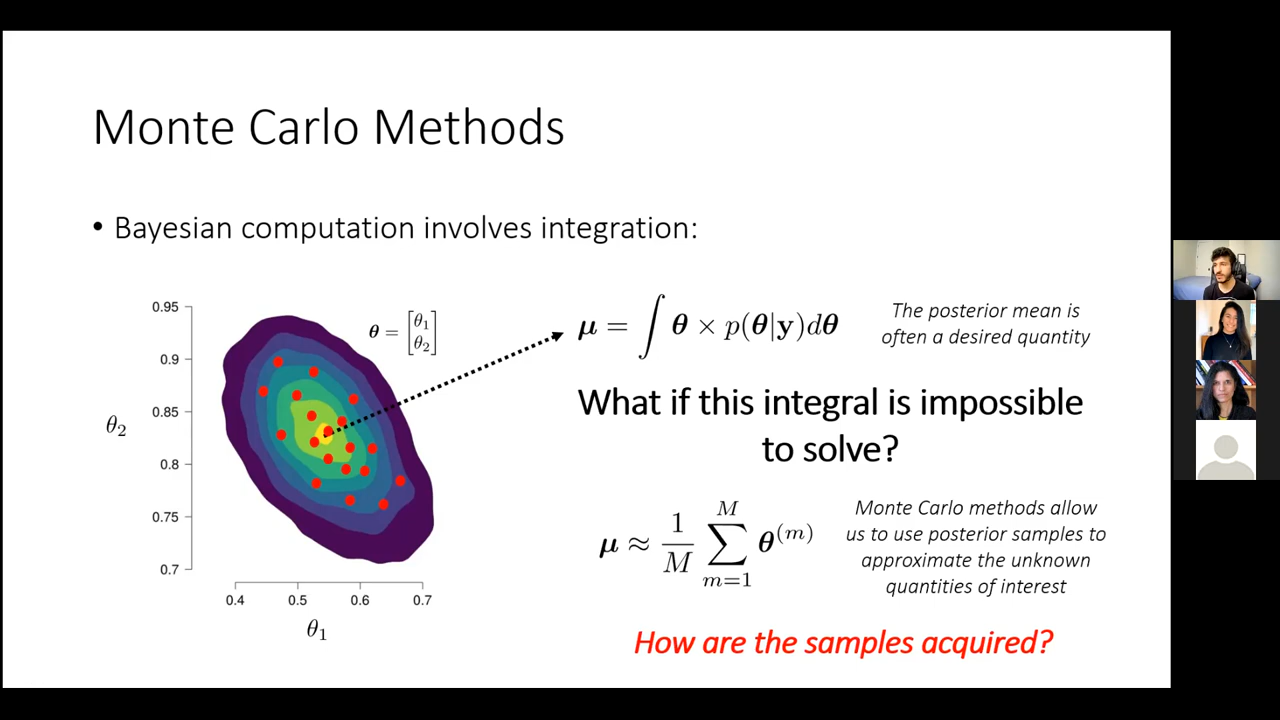 Monte Carlo Methods
• Bayesian computation involves integration:
0.95
0.9
0.85
0.8
0.75
0.7
θ₂
0.4 0.5 0.6 0.7
θ₁
θ = [θ₁ θ₂]
μ = ∫ θ × p(θ|y)dθ
The posterior mean is
often a desired quantity
What if this integral is impossible
to solve?
μ ≈ 1/M ∑_{m=1}^{M} θ^{(m)}
Monte Carlo methods allow
us to use posterior samples to
approximate the unknown
quantities of interest
How are the samples acquired?